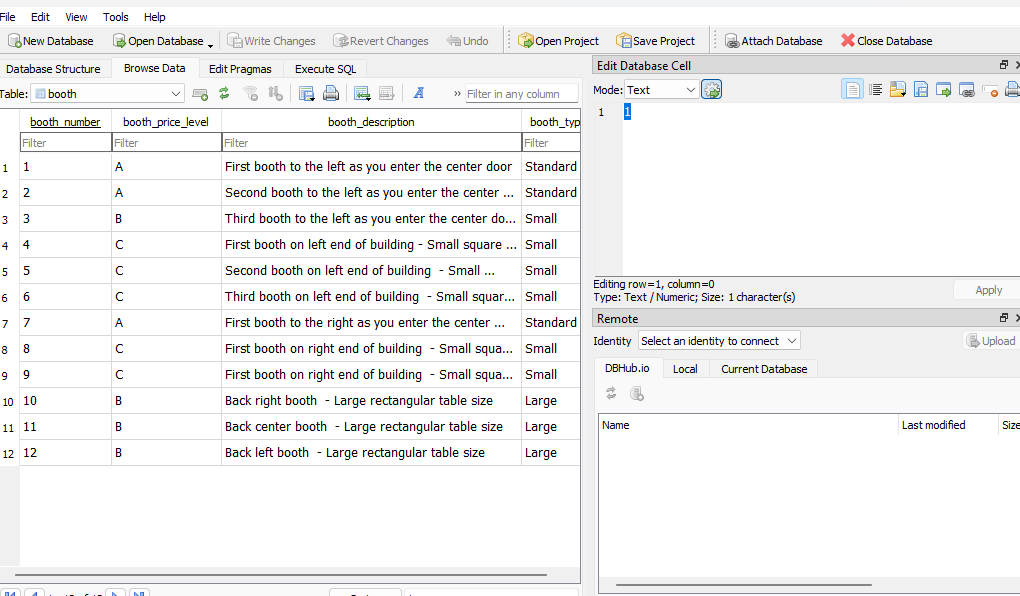 File Edit View Tools Help
New Database Open Database Write Changes Revert Changes Undo Open Project Save Project Attach Database Close Database
Database Structure Browse Data Edit Pragmas Execute SQL
Table: booth A » Filter in any column
booth_number booth_price_level booth_description booth_typ
Filter Filter Filter Filter
1 1 A First booth to the left as you enter the center door Standard
2 2 A Second booth to the left as you enter the center ... Standard
3 3 B Third booth to the left as you enter the center do... Small
4 4 C First booth on left end of building - Small square ... Small
5 5 C Second booth on left end of building  - Small ... Small
6 6 C Third booth on left end of building  - Small squar... Small
7 7 A First booth to the right as you enter the center ... Standard
8 8 C First booth on right end of building  - Small squa... Small
9 9 C First booth on right end of building  - Small squa... Small
10 10 B Back right booth  - Large rectangular table size Large
11 11 B Back center booth  - Large rectangular table size Large
12 12 B Back left booth  - Large rectangular table size Large
Edit Database Cell
Mode: Text
1 1
Editing row=1, column=0
Type: Text / Numeric; Size: 1 character(s)
Apply
Remote
Identity Select an identity to connect Upload
DBHub.io Local Current Database
Name Last modified Size